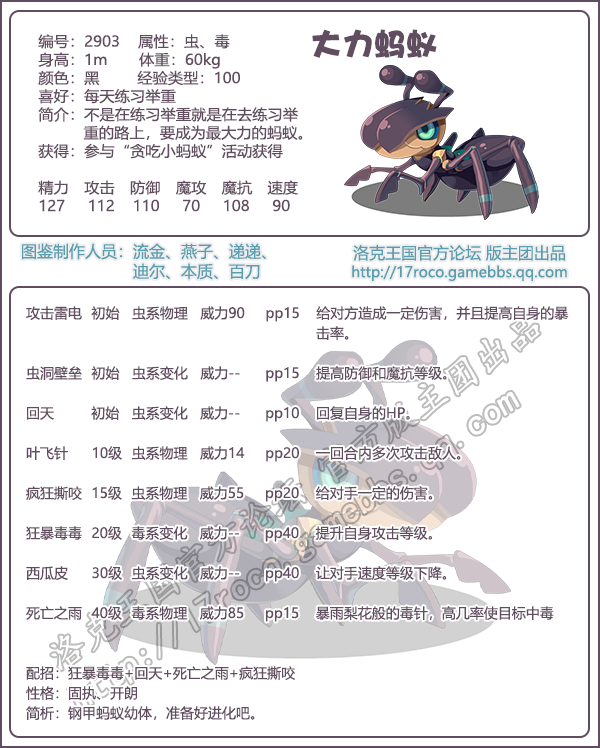 大力蚂蚁
编号：2903 属性：虫、毒
身高：1m 体重：60kg
颜色：黑 经验类型：100
喜好：每天练习举重
简介：不是在练习举重就是在去练习举
重的路上，要成为最大力的蚂蚁。
获得：参与“贪吃小蚂蚁”活动获得
精力 攻击 防御 魔攻 魔抗 速度
127 112 110 70 108 90
图鉴制作人员：流金、燕子、递递、
迪尔、本质、百刀
洛克王国官方论坛 版主团出品
http://17roco.gamebbs.qq.com
攻击雷电 初始 虫系物理 威力90 pp15 给对方造成一定伤害，并且提高自身的暴
击率。
虫洞壁垒 初始 虫系变化 威力-- pp15 提高防御和魔抗等级。
回天 初始 虫系变化 威力-- pp10 回复自身的HP。
叶飞针 10级 虫系物理 威力14 pp20 一回合内多次攻击敌人。
疯狂撕咬 15级 虫系物理 威力55 pp20 给对手一定的伤害。
狂暴毒毒 20级 毒系变化 威力-- pp40 提升自身攻击等级。
西瓜皮 30级 虫系变化 威力-- pp40 让对手速度等级下降。
死亡之雨 40级 毒系物理 威力85 pp15 暴雨梨花般的毒针，高几率使目标中毒
配招：狂暴毒毒+回天+死亡之雨+疯狂撕咬
性格：固执、开朗
简析：钢甲蚂蚁幼体，准备好进化吧。
洛克王国官方论坛 官方版主团出品
http://17roco.gamebbs.qq.com